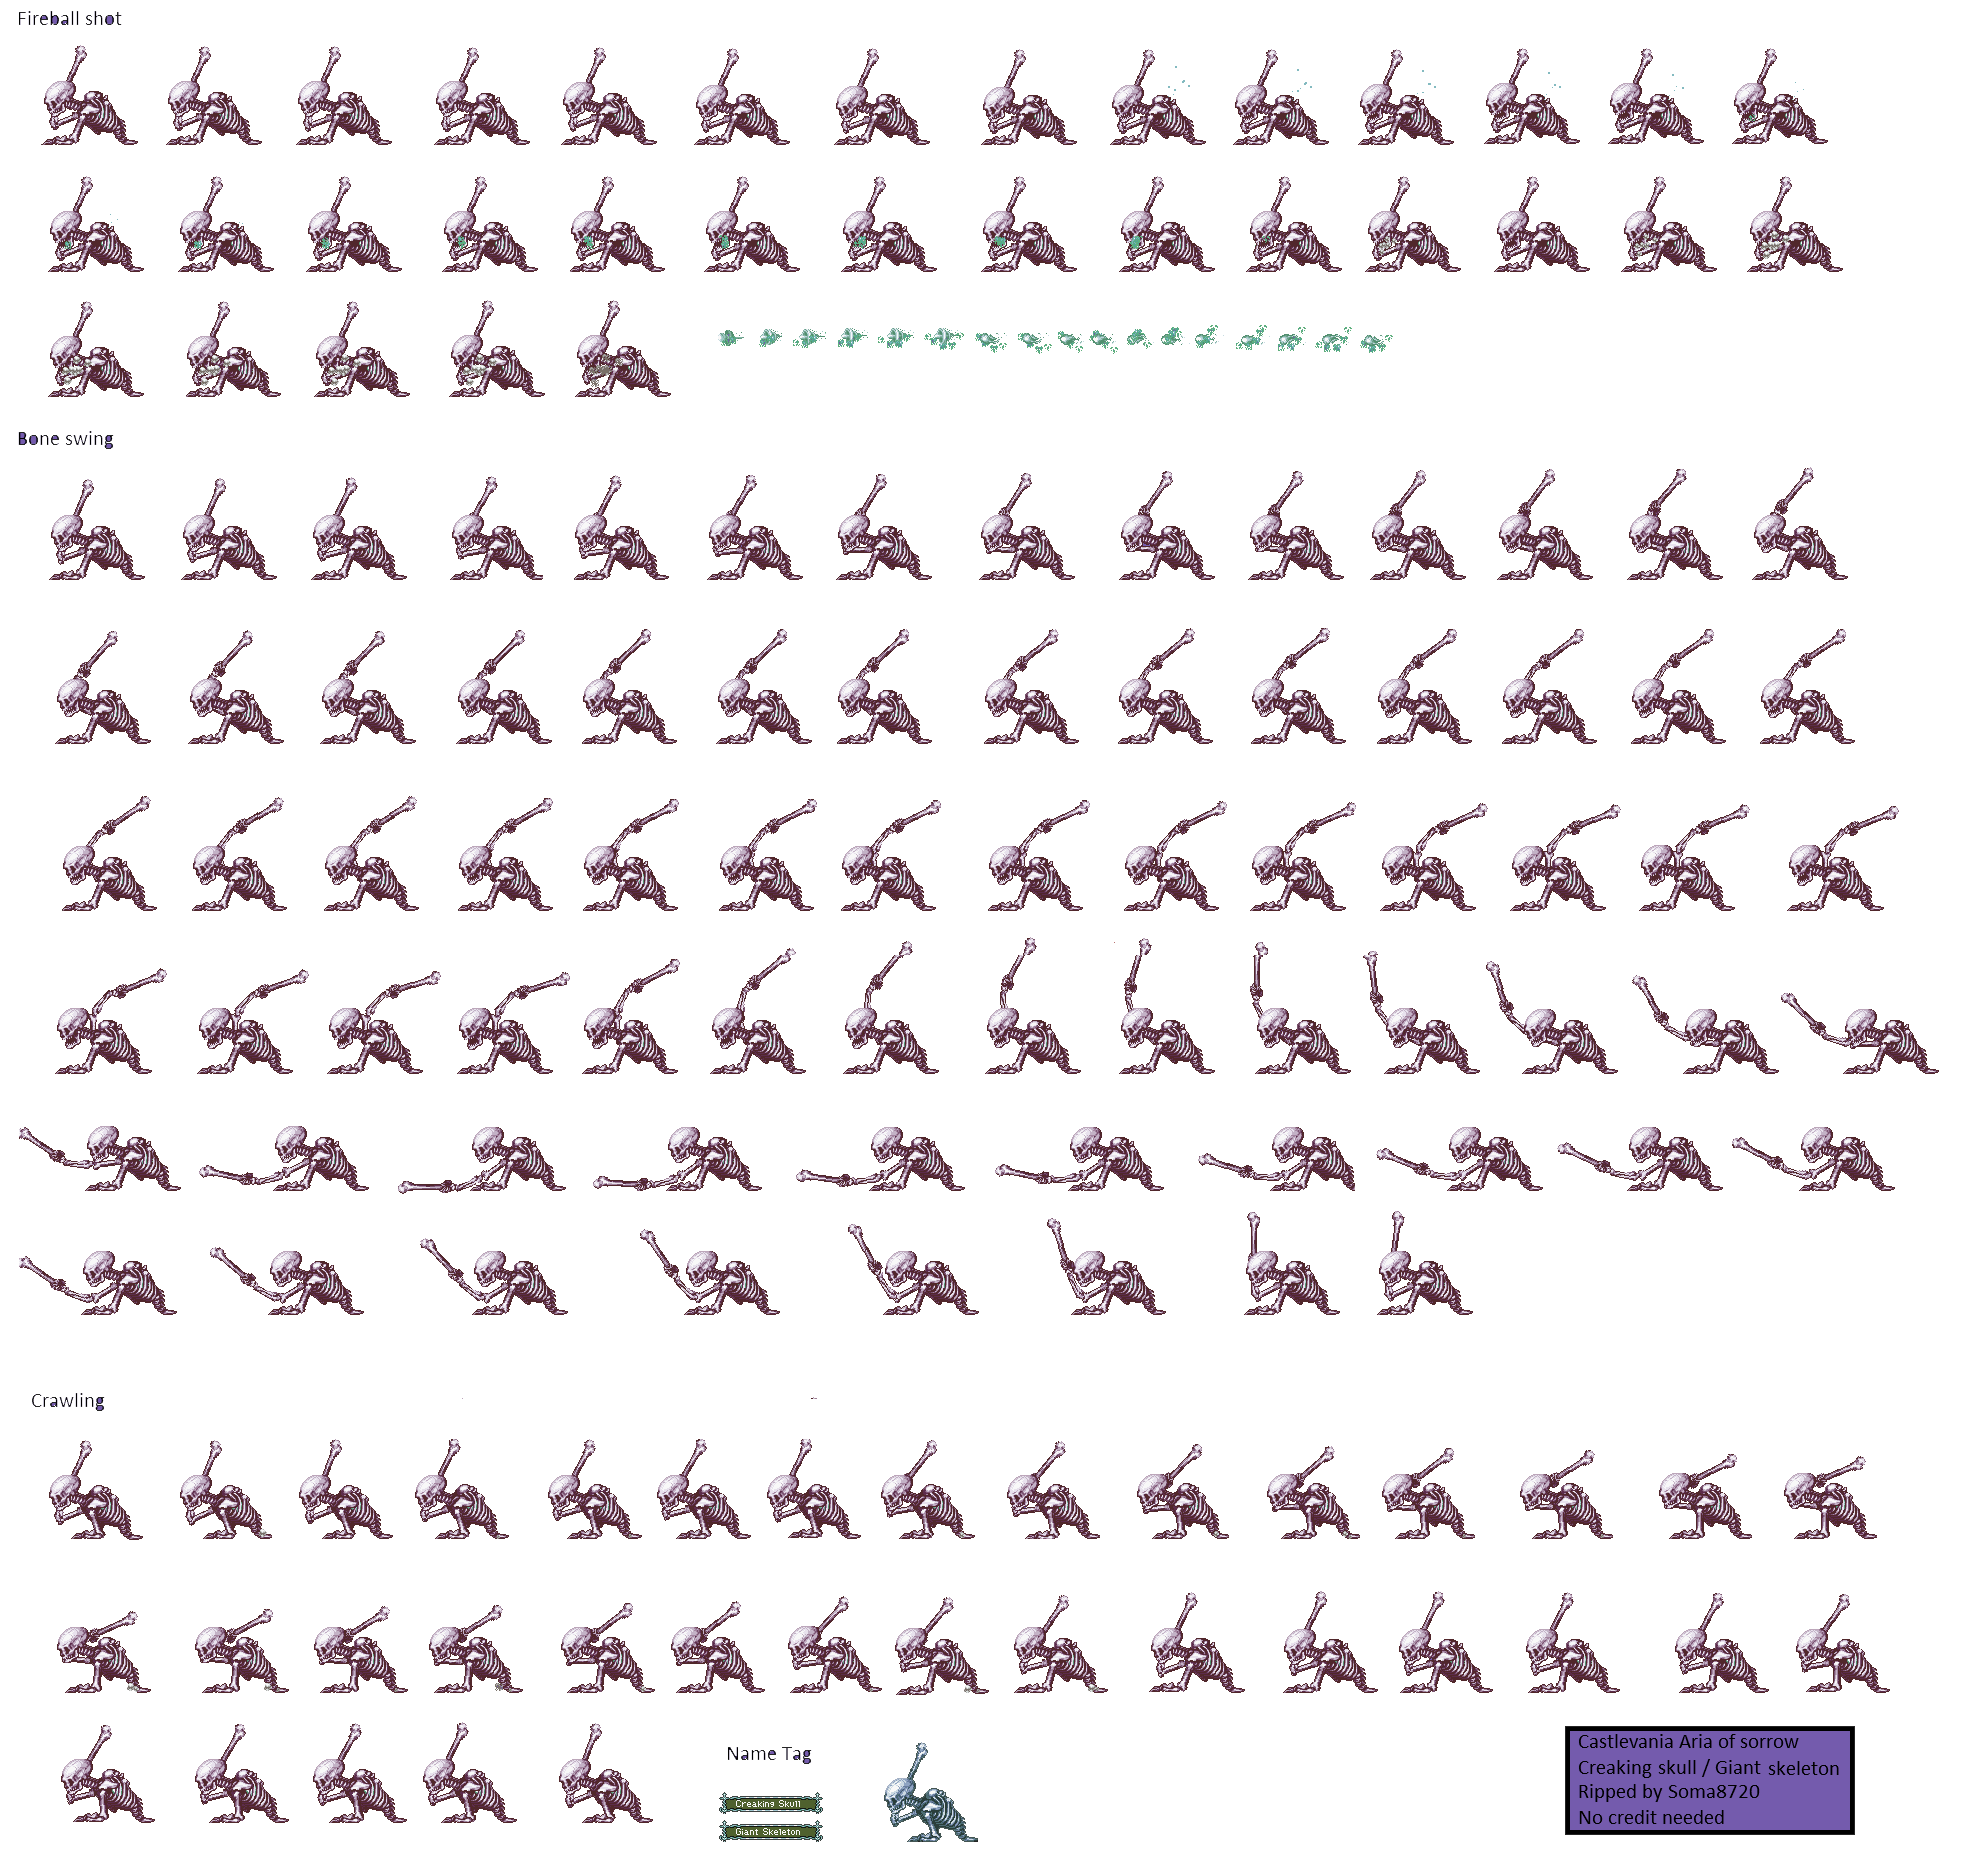 Fireball shot
Bone swing
Crawling
Name Tag
Creaking Skull
Giant Skeleton
Castlevania Aria of sorrow
Creaking skull / Giant skeleton
Ripped by Soma8720
No credit needed